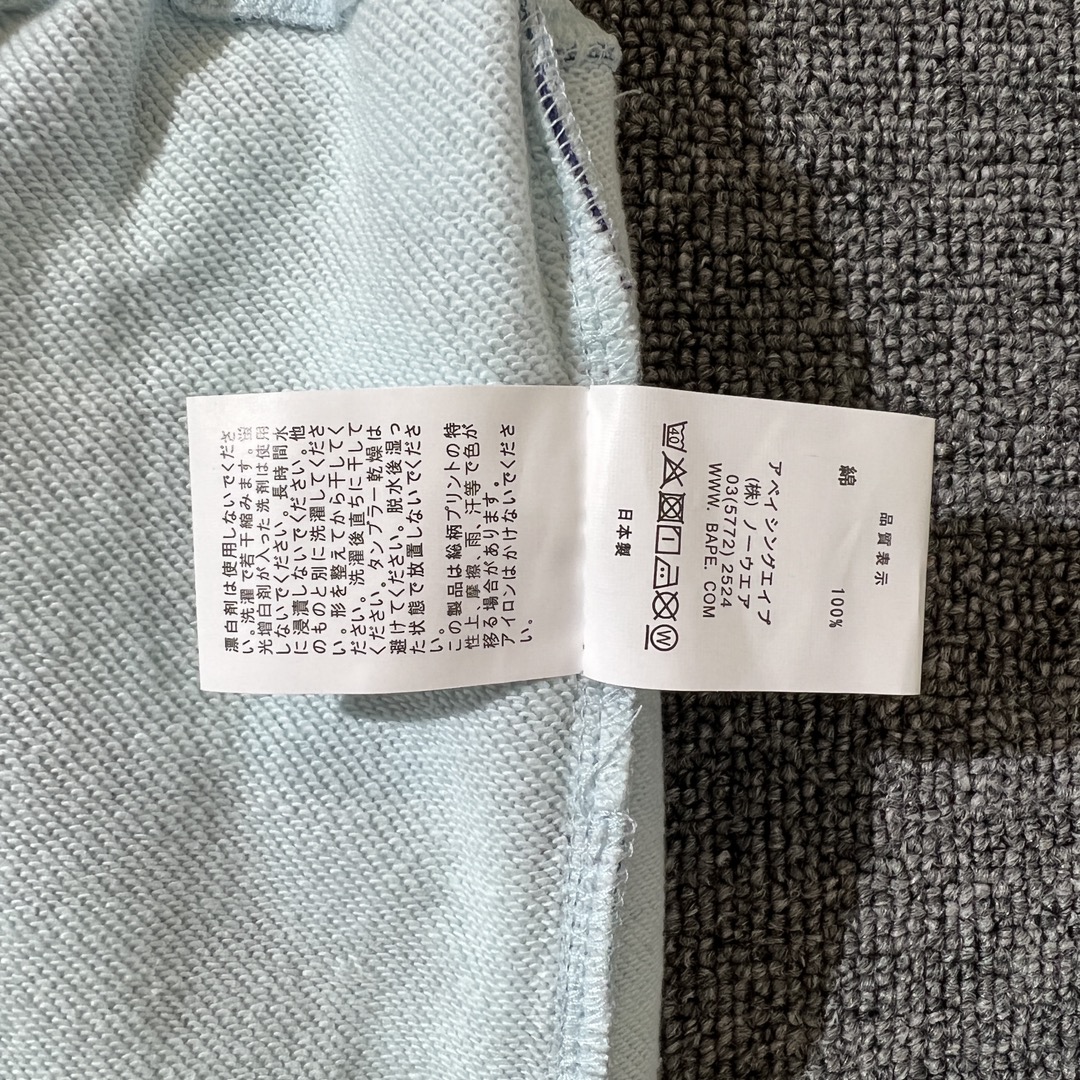 品質表示
綿 100%
アベイ シングエイプ
(株) ノーウエア
03(5772) 2524
WWW. BAPE. COM
40 W
日本製
漂白剤は使用しないでくださ
い。洗濯で若干縮みます。蛍
光増白剤が入った洗剤は使用
しないでください。長時間水
に浸漬しないでください。他
のものと別に洗濯してくださ
い。形を整えてから干してく
ださい。洗濯後直ちに干して
ください。タンブラー乾燥は
避けてください。脱水後湿っ
た状態で放置しないでくださ
い。
この製品は総柄プリントの特
性上、摩擦、雨、汗等で色が
移る場合があります。
アイロンはかけないでくださ
い。